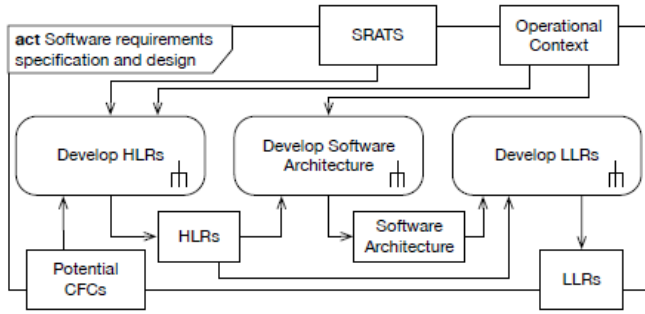 act Software requirements
specification and design
SRATS
Operational
Context
Develop HLRs
Develop Software
Architecture
Develop LLRs
HLRs
Software
Architecture
Potential
CFCs
LLRs